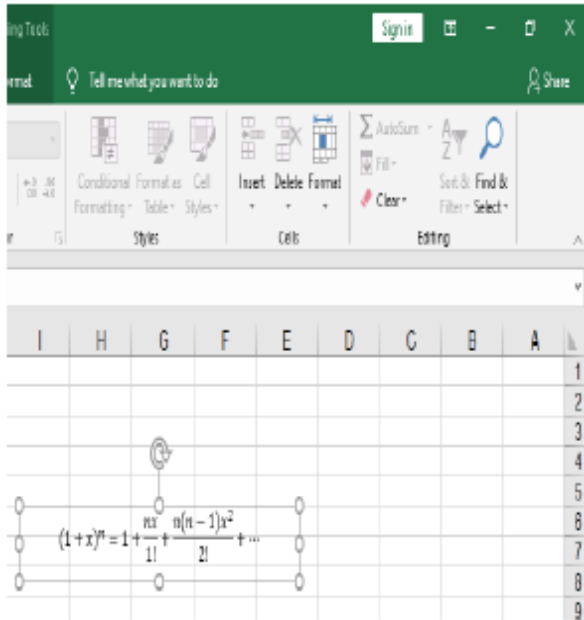 ing Tools
Sign in
rmat
Tell me what you want to do
Share
Conditional Formatting
Format as Table
Cell Styles
Insert
Delete
Format
AutoSum
Fill
Clear
Sort & Filter
Find & Select
Styles
Cells
Editing
I H G F E D C B A
1
2
3
4
5
6
7
8
9
(1 + x)ⁿ = 1 + nx/1! + n(n − 1)x²/2! + ⋯